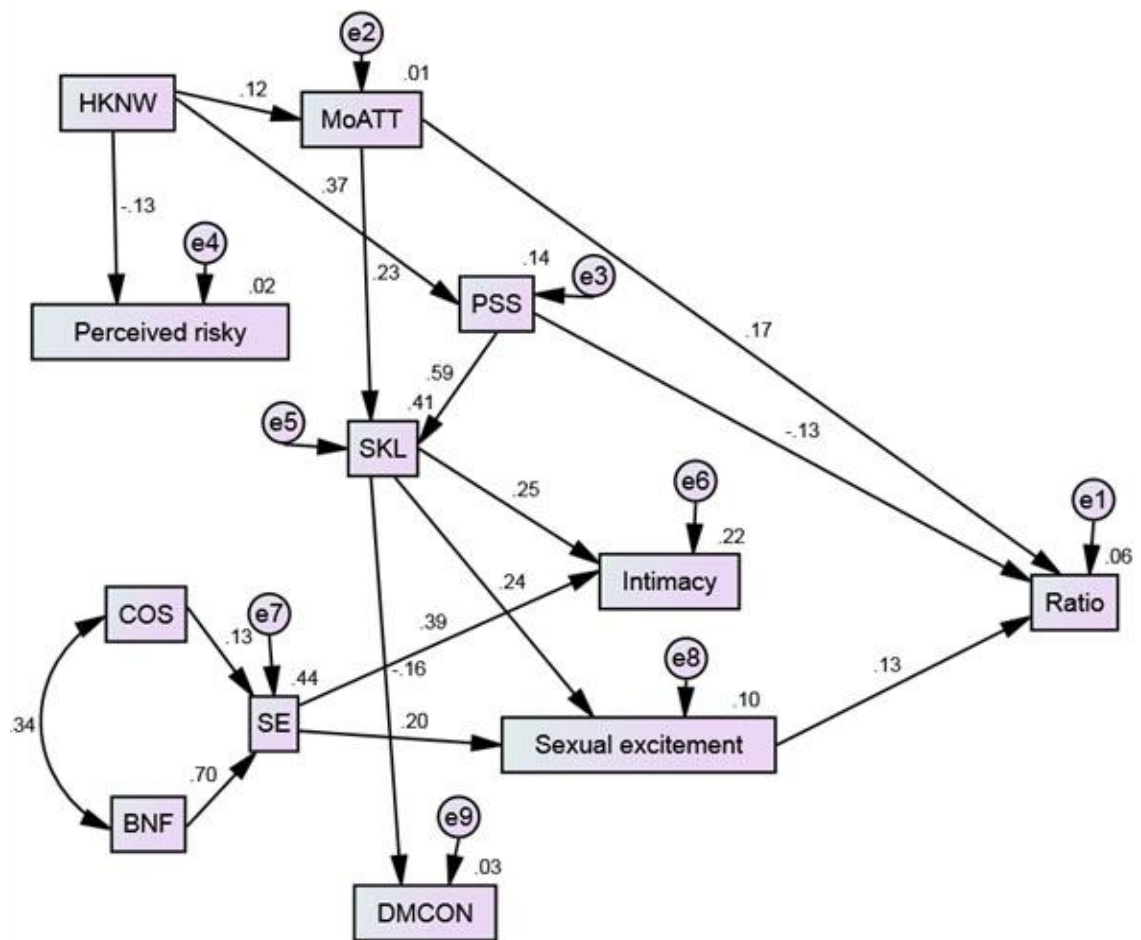 e2
.01
HKNW
.12
MoATT
.37
-.13
e4
.02
Perceived risky
.23
.14
e3
PSS
.17
.59
.41
e5
SKL
-.13
.25
e6
.22
Intimacy
e1
.06
Ratio
.24
COS
.13
e7
.44
SE
.39
-.16
e8
.10
.13
.34
.20
Sexual excitement
.70
BNF
e9
.03
DMCON